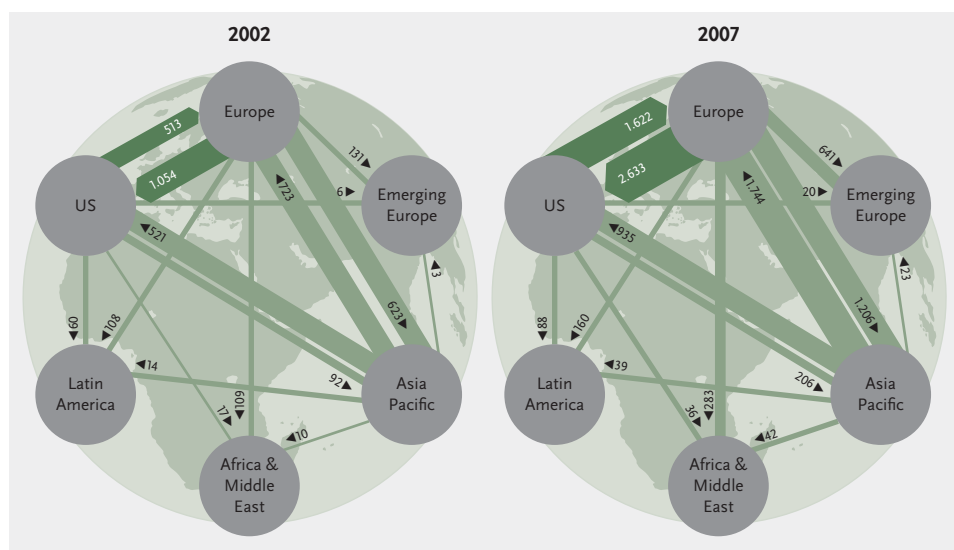 2002
Europe
513
1.054
131
6
723
US
Emerging
Europe
521
3
623
60
108
14
92
Latin
America
Asia
Pacific
17
109
10
Africa &
Middle
East
2007
Europe
1.622
2.633
641
20
1.744
US
Emerging
Europe
935
23
1.206
88
160
39
206
Latin
America
Asia
Pacific
36
283
42
Africa &
Middle
East